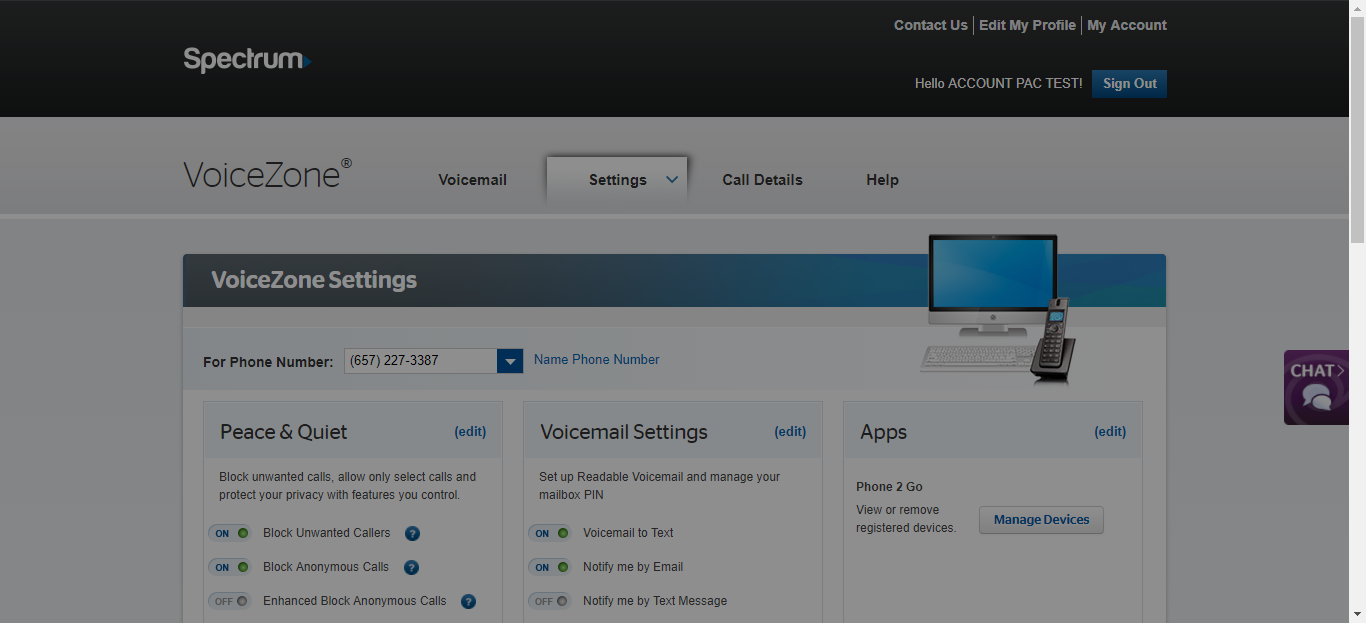 Contact Us | Edit My Profile | My Account
Spectrum
Hello ACCOUNT PAC TEST! Sign Out
VoiceZone® Voicemail Settings Call Details Help
VoiceZone Settings
For Phone Number: (657) 227-3387 Name Phone Number
CHAT>
Peace & Quiet (edit)
Block unwanted calls, allow only select calls and
protect your privacy with features you control.
ON Block Unwanted Callers ?
ON Block Anonymous Calls ?
OFF Enhanced Block Anonymous Calls ?
Voicemail Settings (edit)
Set up Readable Voicemail and manage your
mailbox PIN
ON Voicemail to Text
ON Notify me by Email
OFF Notify me by Text Message
Apps (edit)
Phone 2 Go
View or remove
registered devices.
Manage Devices